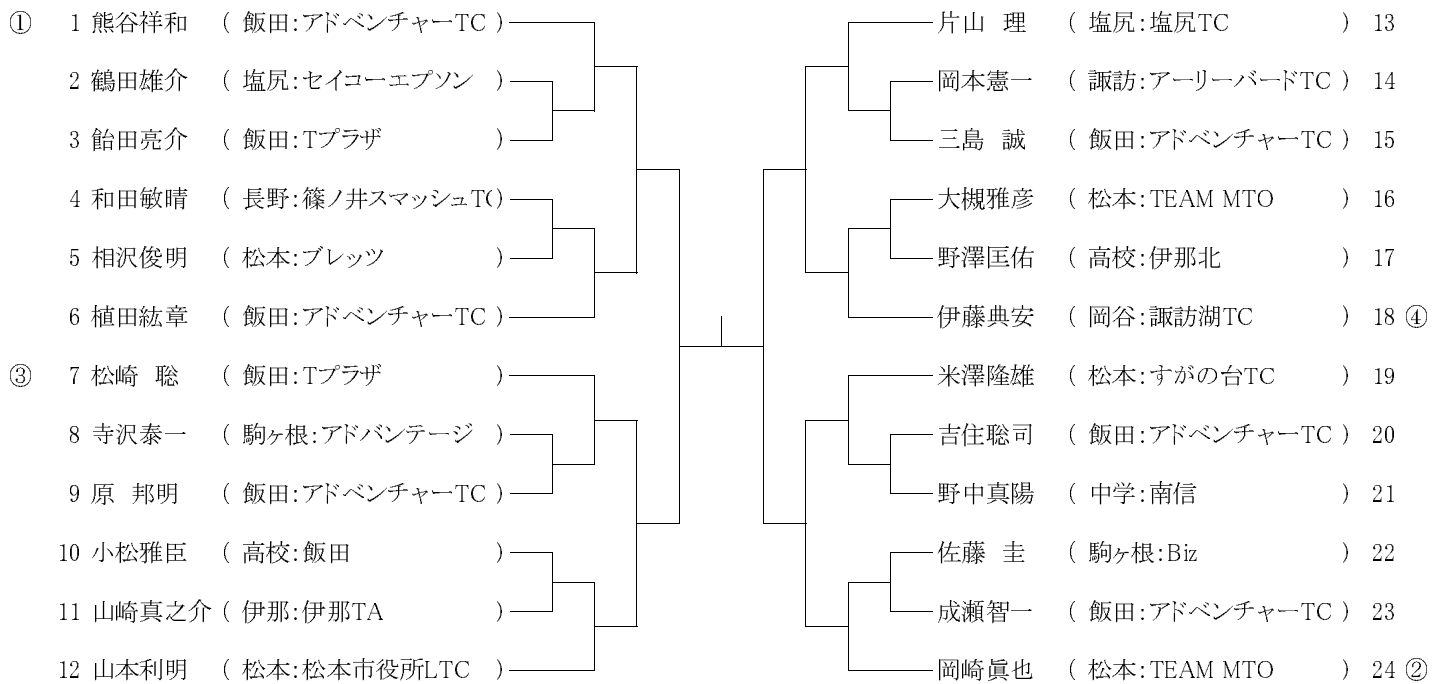 ① 1 熊谷祥和 ( 飯田:アドベンチャーTC ) 片山 理 ( 塩尻:塩尻TC ) 13
2 鶴田雄介 ( 塩尻:セイコーエプソン ) 岡本憲一 ( 諏訪:アーリーバードTC ) 14
3 飴田亮介 ( 飯田:Tプラザ ) 三島 誠 ( 飯田:アドベンチャーTC ) 15
4 和田敏晴 ( 長野:篠ノ井スマッシュTC) 大槻雅彦 ( 松本:TEAM MTO ) 16
5 相沢俊明 ( 松本:ブレッツ ) 野澤匡佑 ( 高校:伊那北 ) 17
6 植田紘章 ( 飯田:アドベンチャーTC ) 伊藤典安 ( 岡谷:諏訪湖TC ) 18 ④
③ 7 松崎 聡 ( 飯田:Tプラザ ) 米澤隆雄 ( 松本:すがの台TC ) 19
8 寺沢泰一 ( 駒ヶ根:アドバンテージ ) 吉住聡司 ( 飯田:アドベンチャーTC ) 20
9 原 邦明 ( 飯田:アドベンチャーTC ) 野中真陽 ( 中学:南信 ) 21
10 小松雅臣 ( 高校:飯田 ) 佐藤 圭 ( 駒ヶ根:Biz ) 22
11 山崎真之介 ( 伊那:伊那TA ) 成瀬智一 ( 飯田:アドベンチャーTC ) 23
12 山本利明 ( 松本:松本市役所LTC ) 岡崎眞也 ( 松本:TEAM MTO ) 24 ②